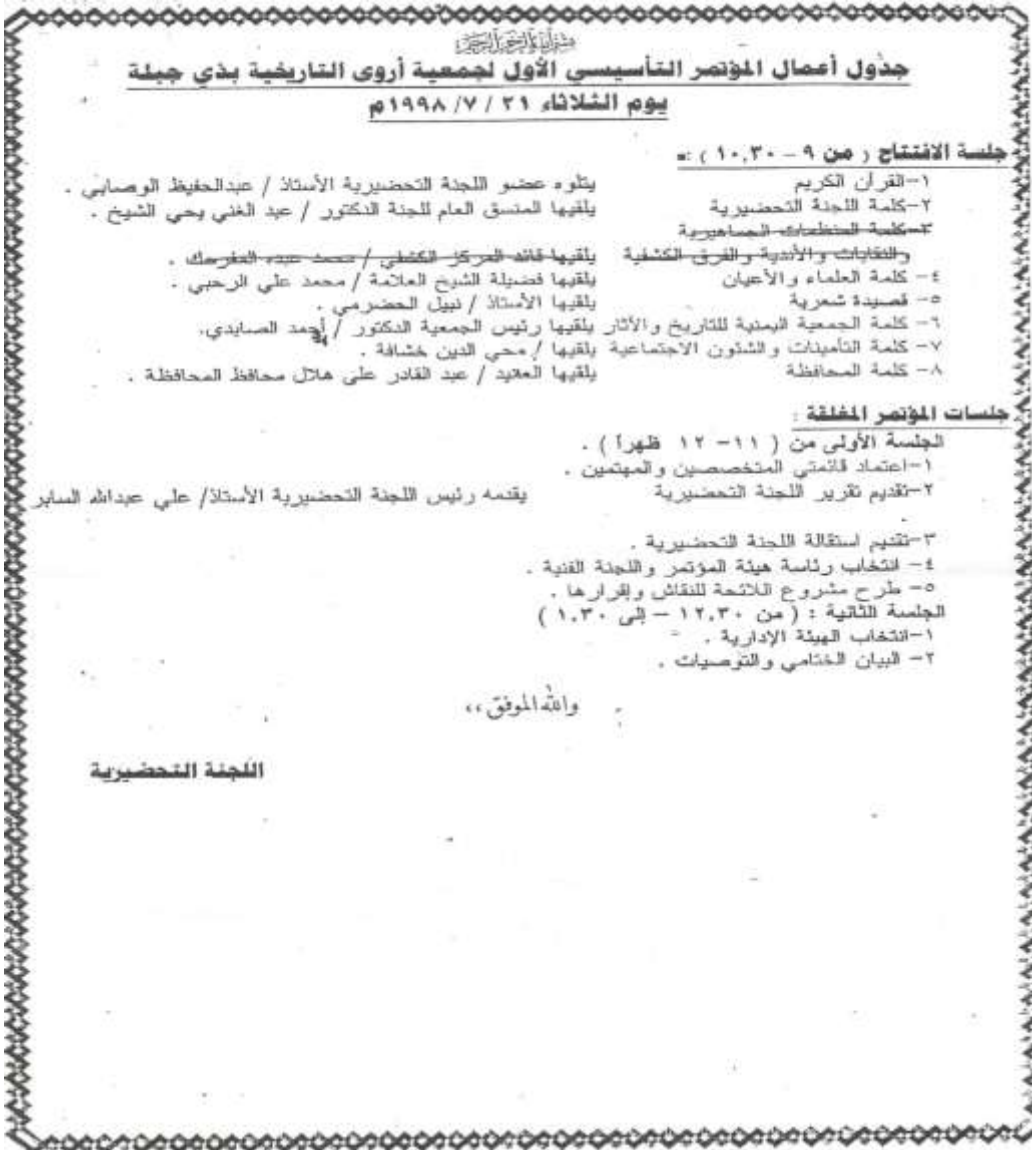 بسم الله الرحمن الرحيم
جدول أعمال المؤتمر التأسيسي الأول لجمعية أروى التاريخية بذي جبلة
يوم الثلاثاء ٢١ / ٧/ ١٩٩٨م
جلسة الافتتاح ( من ٩ – ١٠,٣٠ ) :=
١-القرآن الكريم يتلوه عضو اللجنة التحضيرية الأستاذ / عبدالحفيظ الوصابي .
٢-كلمة اللجنة التحضيرية يلقيها المنسق العام للجنة الدكتور / عبد الغني يحي الشيخ .
٣-كلمة المنظمات الجماهيرية
والنقابات والأندية والفرق الكشفية يلقيها قائد المركز الكشفي / محمد عبده المفرحك .
٤- كلمة العلماء والأعيان يلقيها فضيلة الشيخ العلامة / محمد علي الرحبي .
٥- قصيدة شعرية يلقيها الأستاذ / نبيل الحضرمي .
٦- كلمة الجمعية اليمنية للتاريخ والآثار يلقيها رئيس الجمعية الدكتور / أحمد الصايدي.
٧- كلمة التأمينات والشئون الاجتماعية يلقيها / محي الدين خشافة .
٨- كلمة المحافظة يلقيها العقيد / عبد القادر على هلال محافظ المحافظة .
جلسات المؤتمر المغلقة :
الجلسة الأولى من ( ١١- ١٢ ظهراً ) .
١-اعتماد قائمتي المتخصصين والمهتمين .
٢-تقديم تقرير اللجنة التحضيرية يقدمه رئيس اللجنة التحضيرية الأستاذ/ علي عبدالله الساير
٣-تقديم استقالة اللجنة التحضيرية .
٤- انتخاب رئاسة هيئة المؤتمر واللجنة الفنية .
٥- طرح مشروع اللائحة للنقاش وإقرارها .
الجلسة الثانية : ( من ١٢,٣٠ – إلى ١,٣٠ )
١-انتخاب الهيئة الإدارية .
٢- البيان الختامي والتوصيات .
والله الموفق ،،
اللجنة التحضيرية